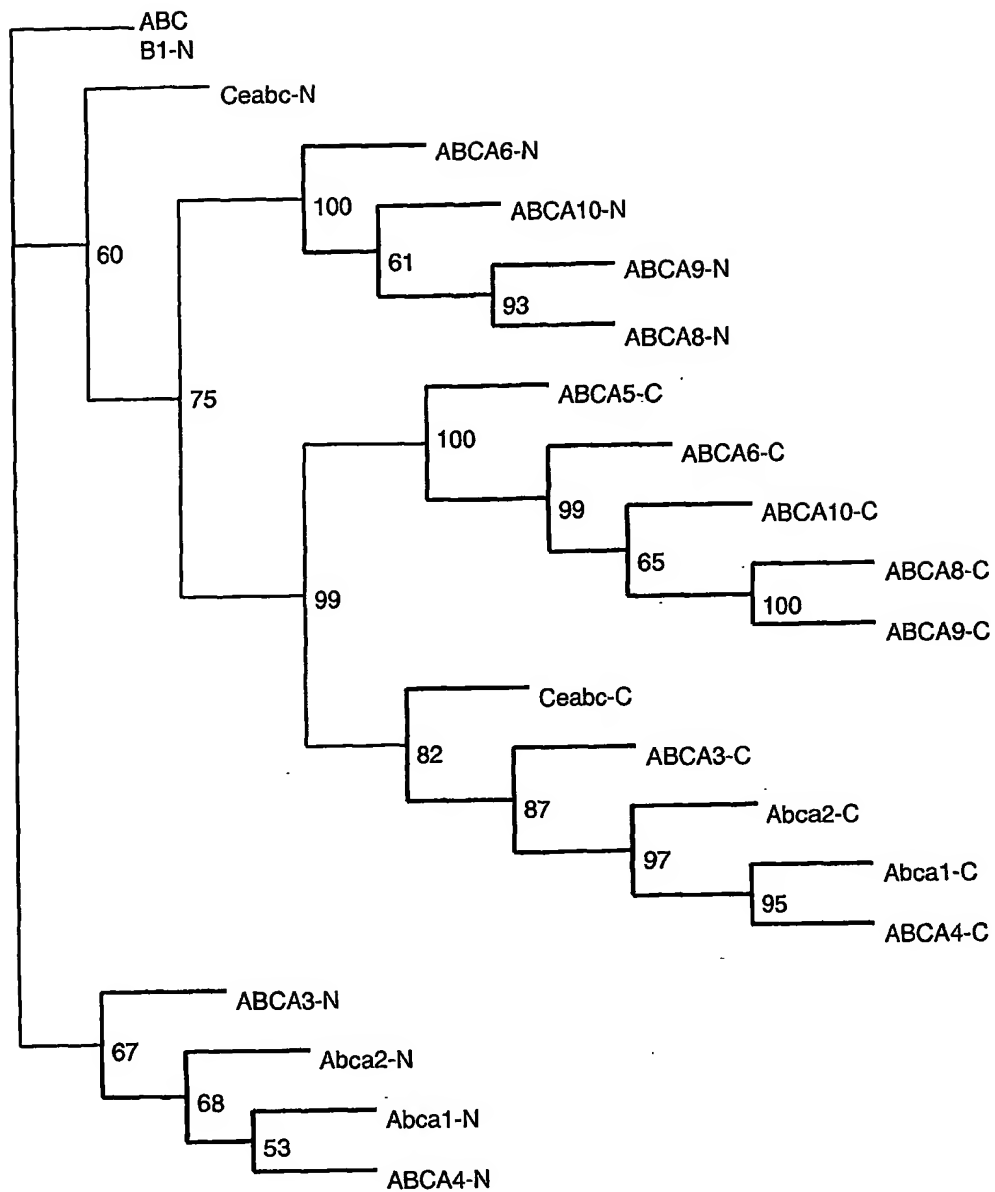 ABC
B1-N
Ceabc-N
ABCA6-N
100
ABCA10-N
60
61
ABCA9-N
93
ABCA8-N
75
ABCA5-C
100
ABCA6-C
99
ABCA10-C
65
ABCA8-C
99
100
ABCA9-C
Ceabc-C
82
ABCA3-C
87
Abca2-C
97
Abca1-C
95
ABCA4-C
ABCA3-N
67
Abca2-N
68
Abca1-N
53
ABCA4-N